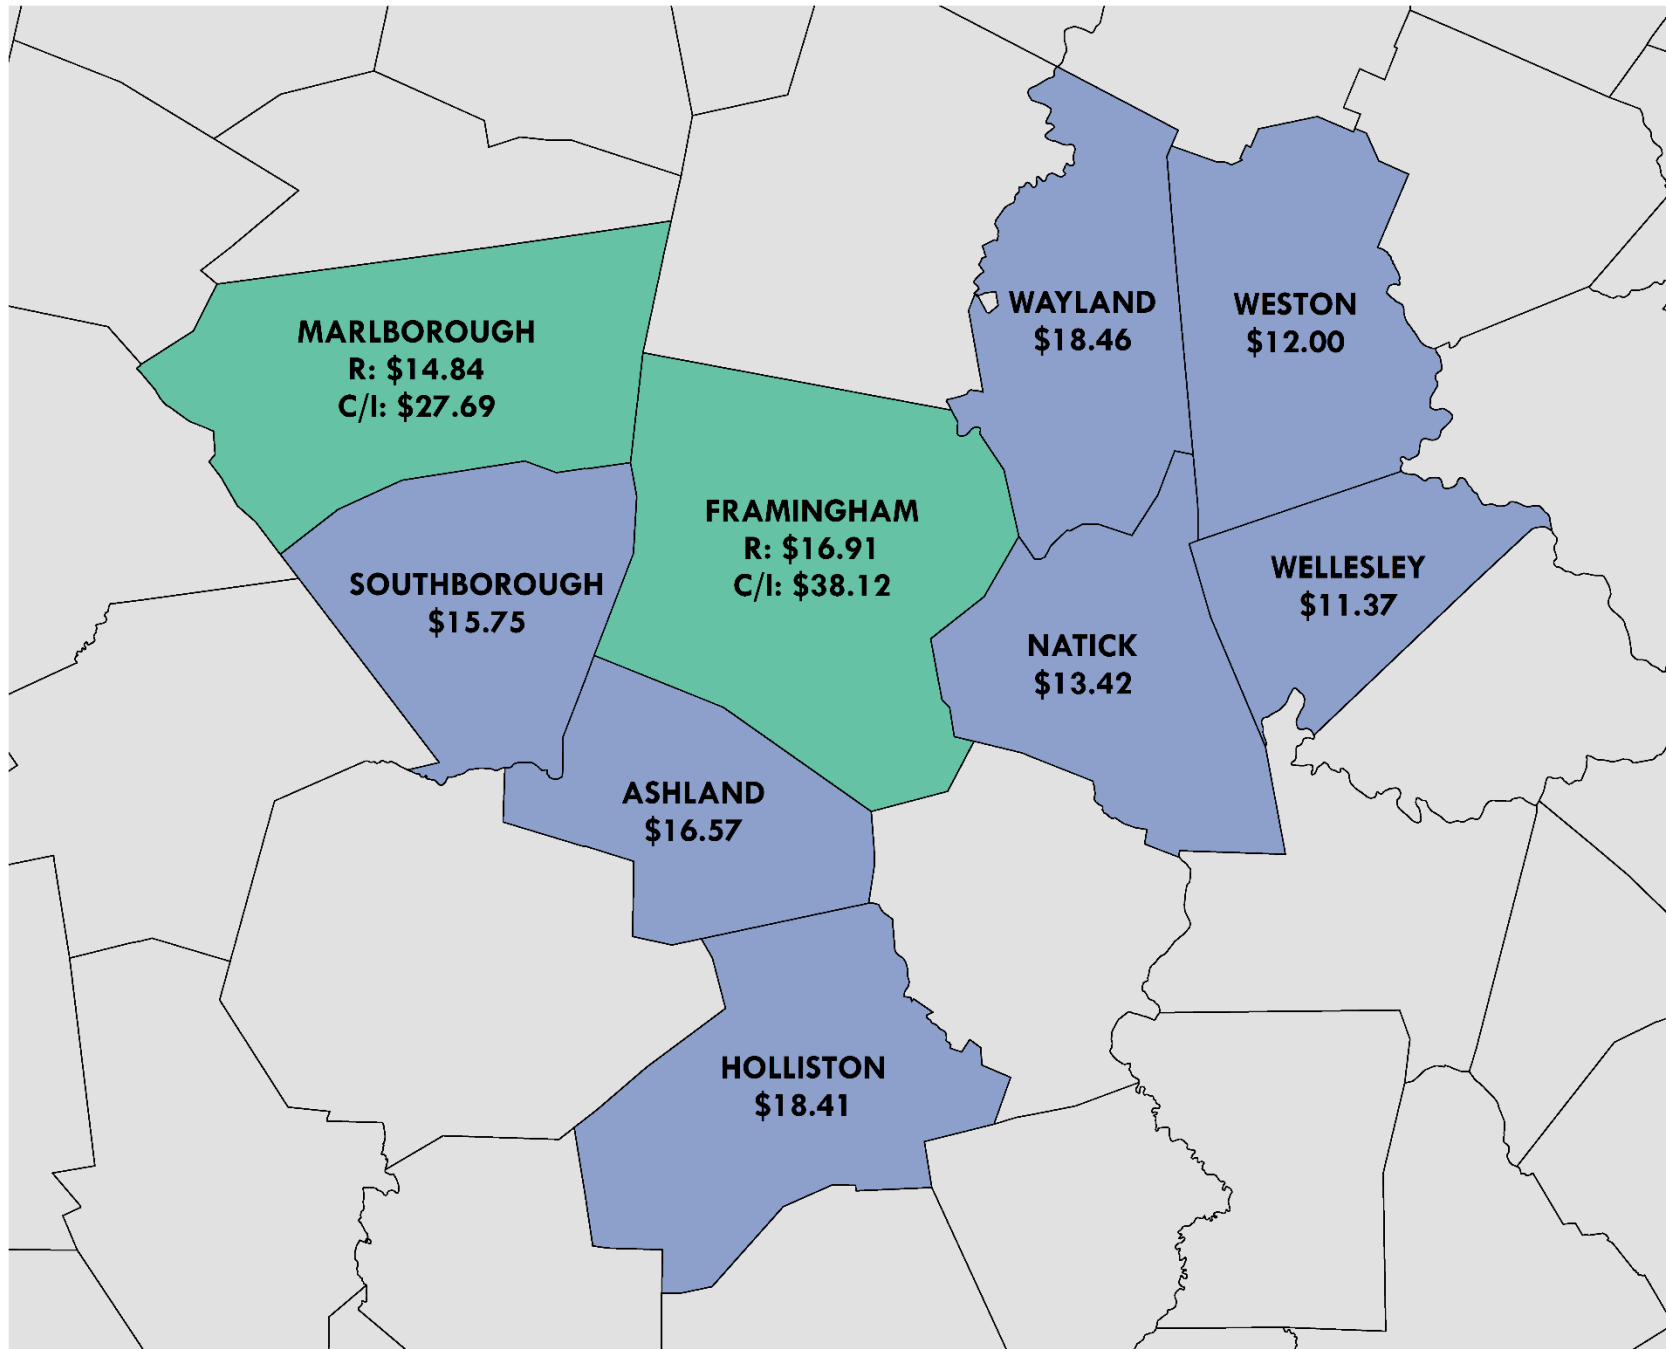 WAYLAND
$18.46
WESTON
$12.00
MARLBOROUGH
R: $14.84
C/I: $27.69
FRAMINGHAM
R: $16.91
C/I: $38.12
SOUTHBOROUGH
$15.75
WELLESLEY
$11.37
NATICK
$13.42
ASHLAND
$16.57
HOLLISTON
$18.41